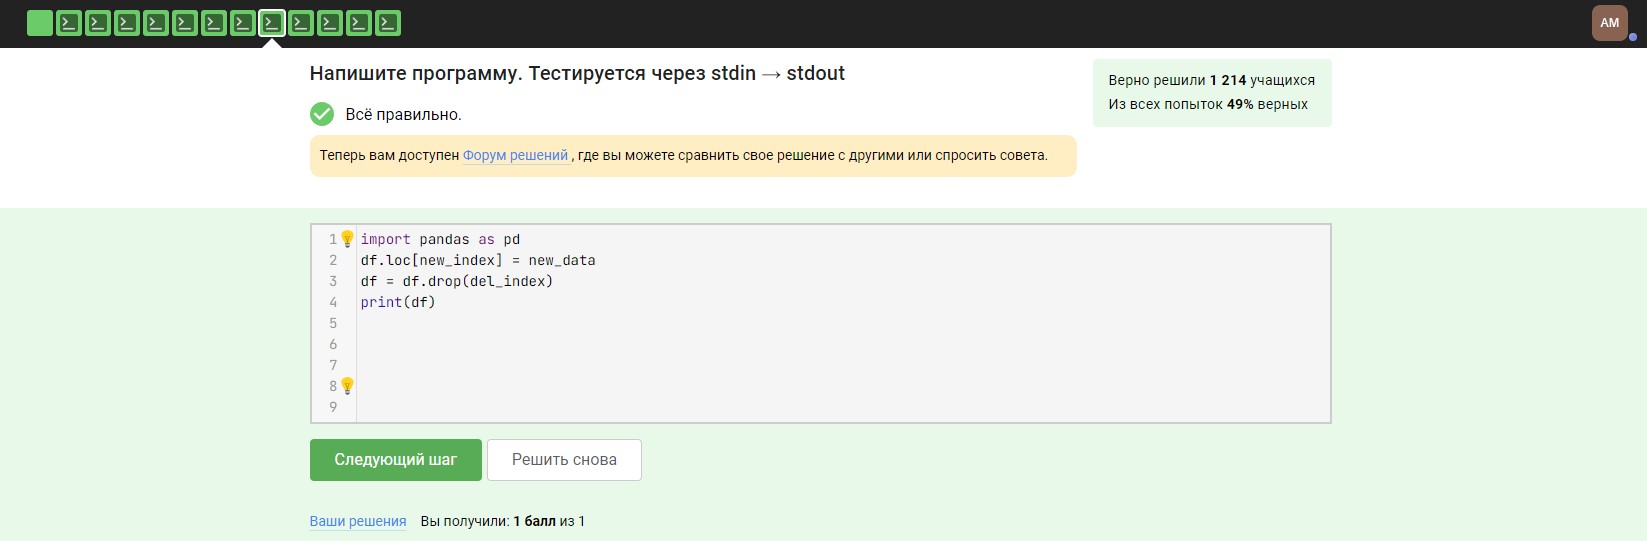 AM
Напишите программу. Тестируется через stdin → stdout
Верно решили 1 214 учащихся
Из всех попыток 49% верных
Всё правильно.
Теперь вам доступен Форум решений , где вы можете сравнить свое решение с другими или спросить совета.
1 import pandas as pd
2 df.loc[new_index] = new_data
3 df = df.drop(del_index)
4 print(df)
5
6
7
8
9
Следующий шаг Решить снова
Ваши решения Вы получили: 1 балл из 1